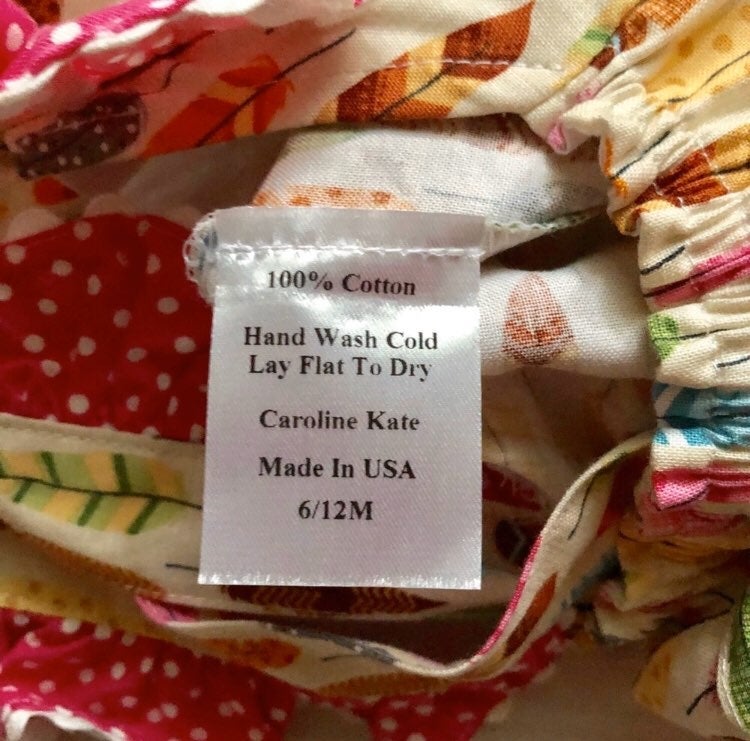 100% Cotton
Hand Wash Cold
Lay Flat To Dry
Caroline Kate
Made In USA
6/12M